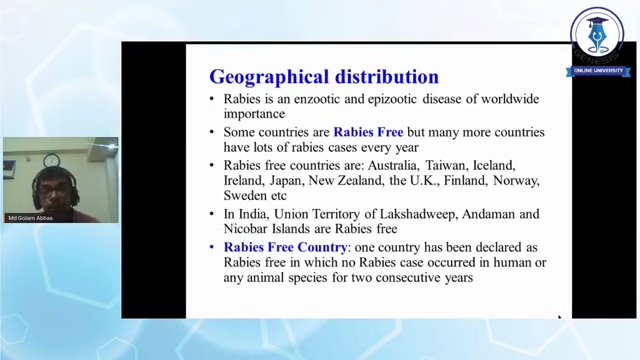 GENESIS
ONLINE UNIVERSITY
Geographical distribution
• Rabies is an enzootic and epizootic disease of worldwide
importance
• Some countries are Rabies Free but many more countries
have lots of rabies cases every year
• Rabies free countries are: Australia, Taiwan, Iceland,
Ireland, Japan, New Zealand, the U.K., Finland, Norway,
Sweden etc
• In India, Union Territory of Lakshadweep, Andaman and
Nicobar Islands are Rabies free
• Rabies Free Country: one country has been declared as
Rabies free in which no Rabies case occurred in human or
any animal species for two consecutive years
Md Golam Abbas